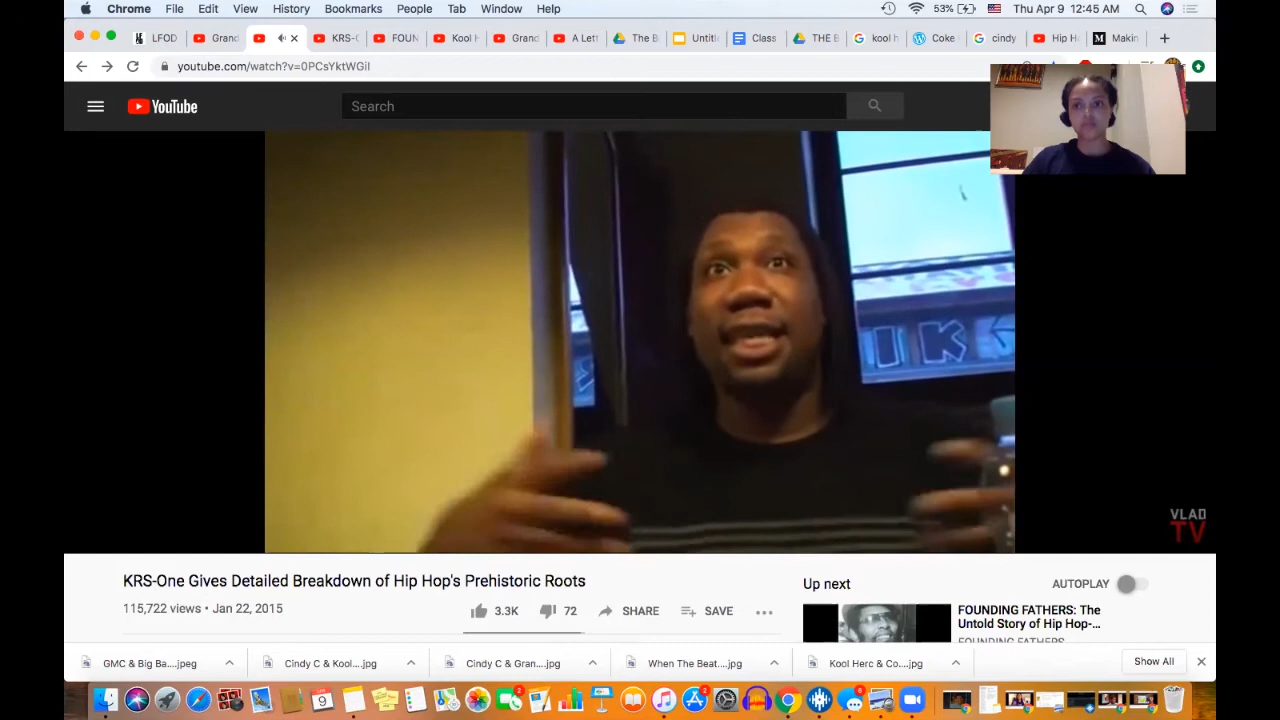 Chrome File Edit View History Bookmarks People Tab Window Help 53% Thu Apr 9 12:45 AM
LFOD Grand KRS-O FOUN Kool H Grand A Lett The B Untitl Class THE B kool h Coke cindy Hip H Makin
youtube.com/watch?v=0PCsYktWGiI
YouTube Search
IK
VLAD
TV
KRS-One Gives Detailed Breakdown of Hip Hop's Prehistoric Roots
115,722 views • Jan 22, 2015 3.3K 72 SHARE SAVE
Up next AUTOPLAY
FOUNDING FATHERS: The
Untold Story of Hip Hop-...
FOUNDING FATHERS
GMC & Big Ba....jpeg Cindy C & Kool....jpg Cindy C & Gran....jpg When The Beat....jpg Kool Herc & Co....jpg Show All